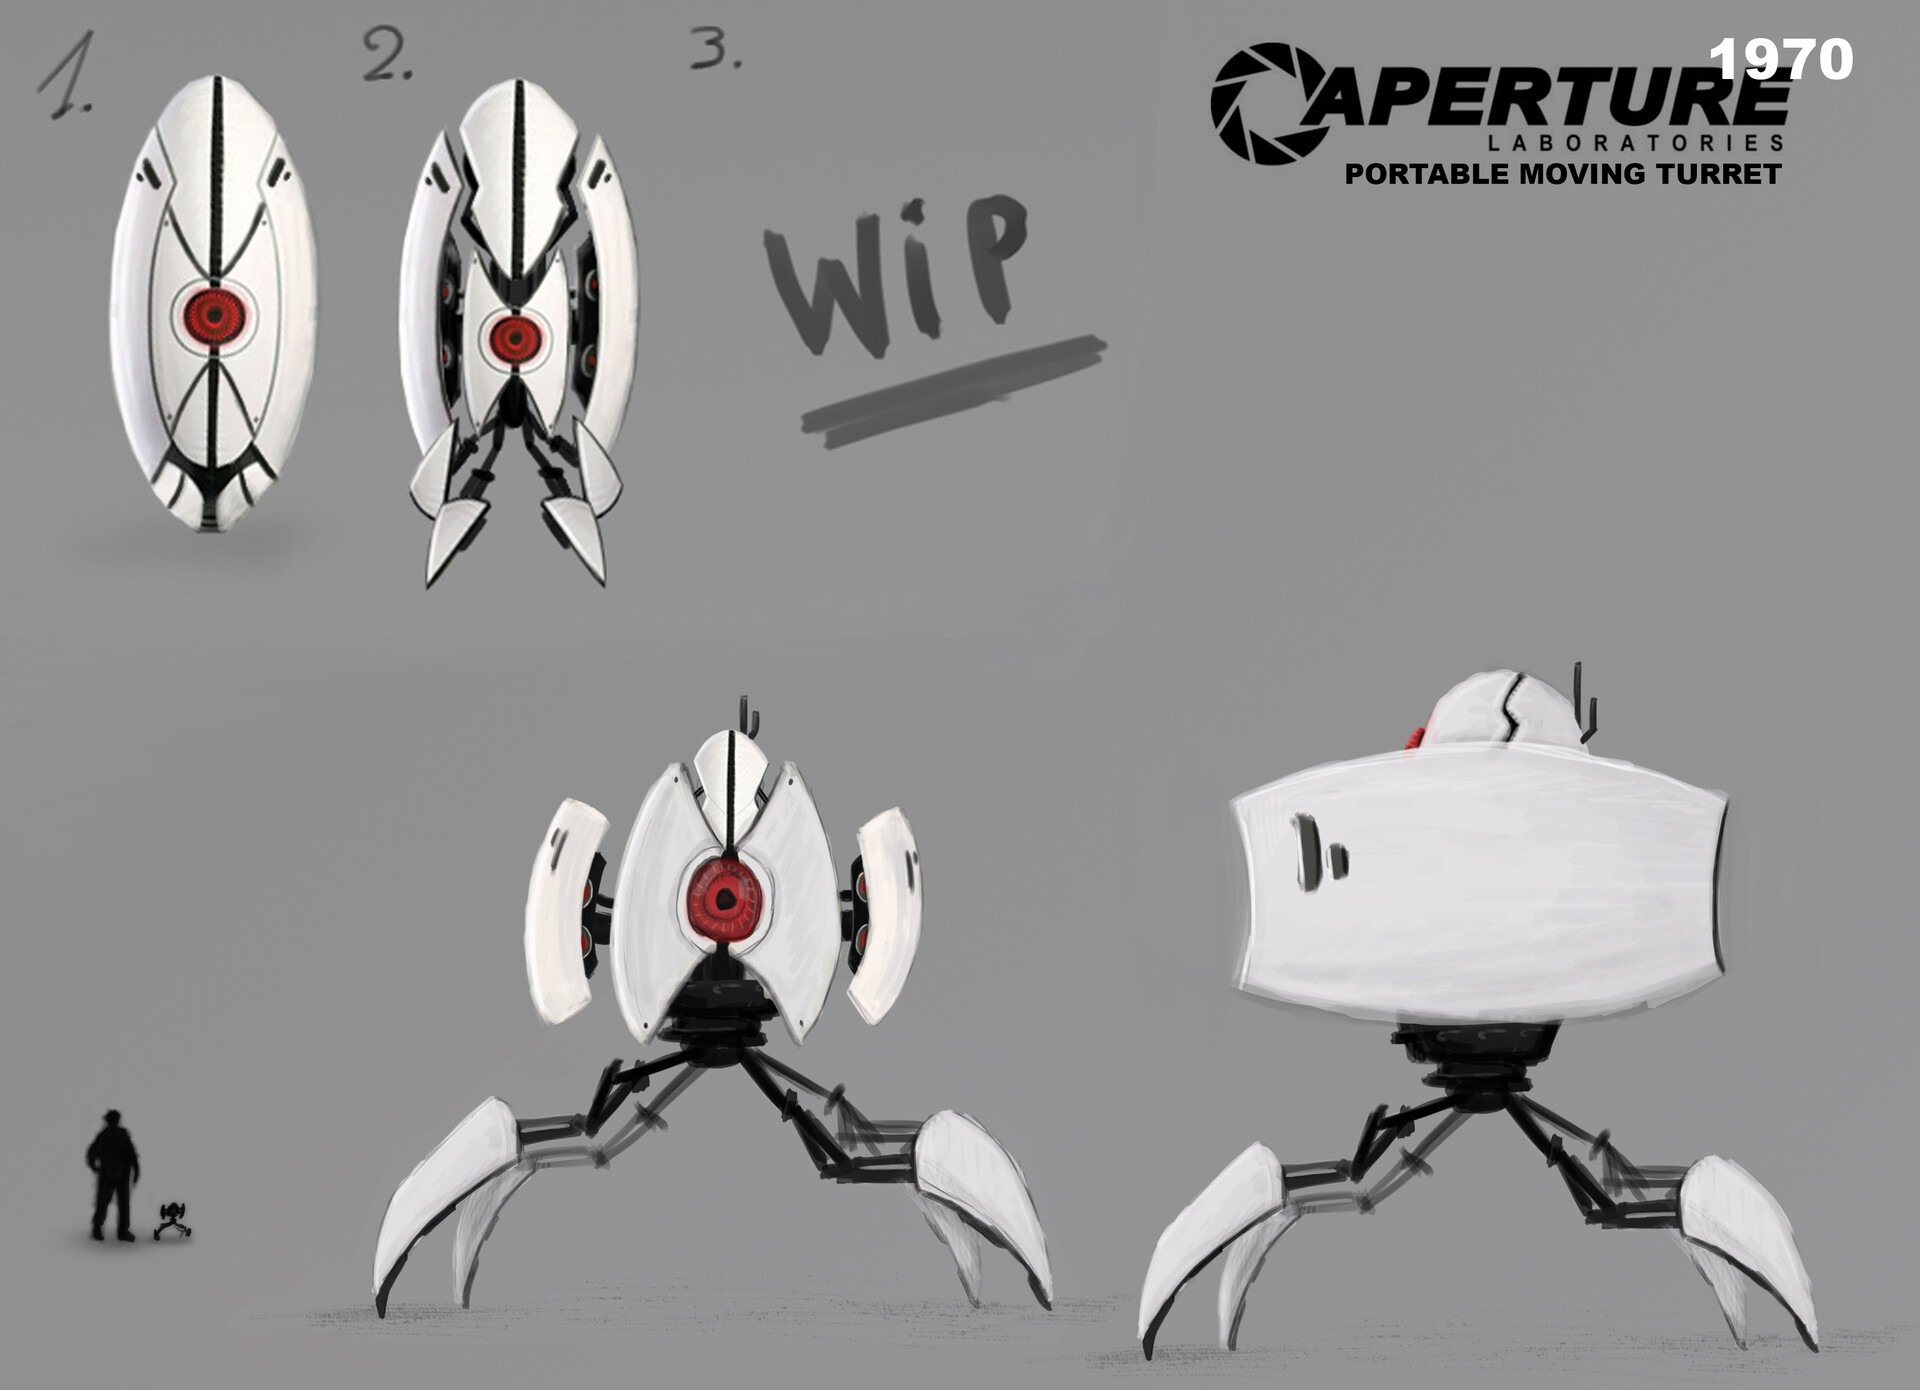 1.
2.
3.
WiP
1970
APERTURE
LABORATORIES
PORTABLE MOVING TURRET